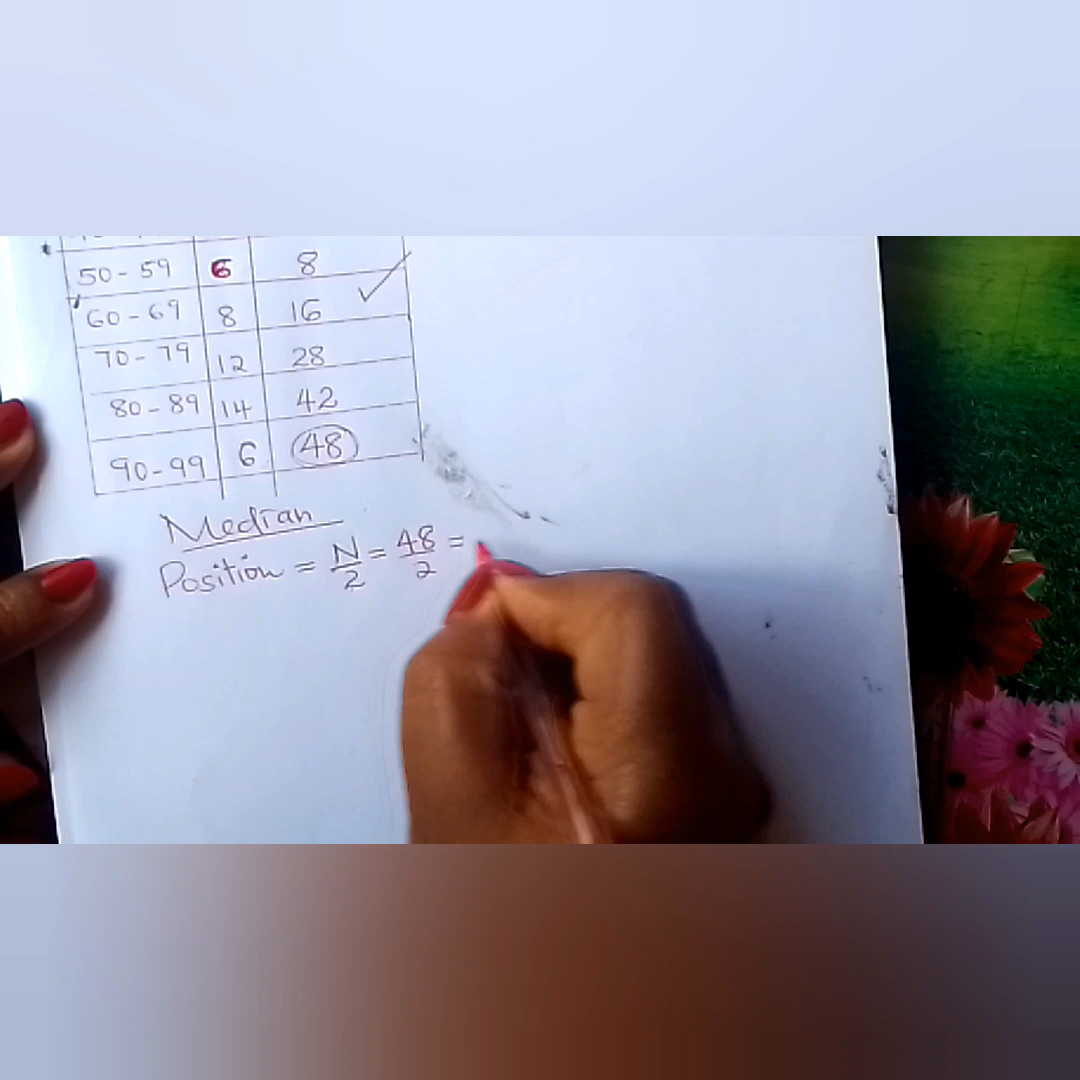 50 - 59 6 8
60 - 69 8 16
70 - 79 12 28
80 - 89 14 42
90 - 99 6 48
Median
Position = N/2 = 48/2 =